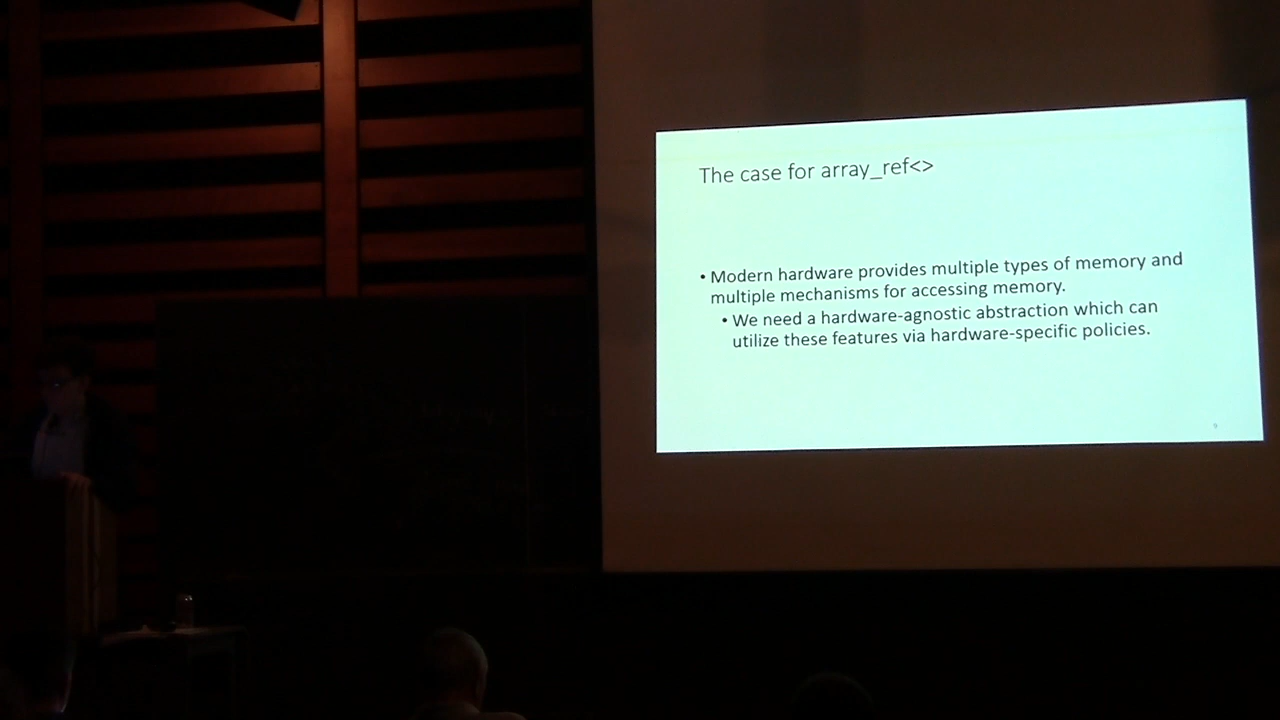 The case for array_ref<>
• Modern hardware provides multiple types of memory and
multiple mechanisms for accessing memory.
• We need a hardware-agnostic abstraction which can
utilize these features via hardware-specific policies.
9